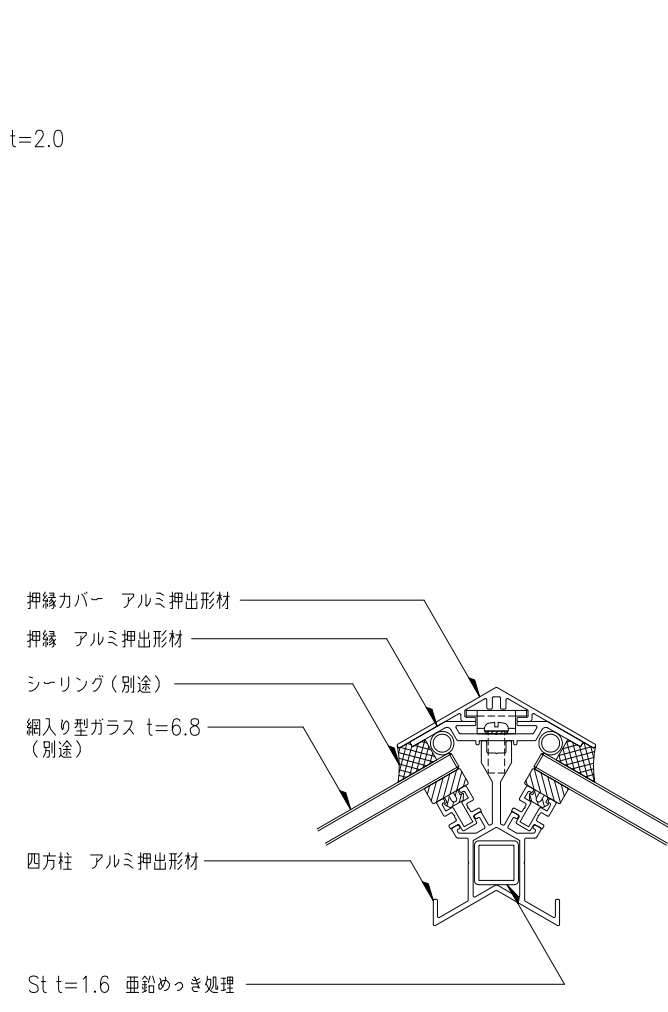 t=2.0
押縁カバー アルミ押出形材
押縁 アルミ押出形材
シーリング（別途）
網入り型ガラス t=6.8
（別途）
四方柱 アルミ押出形材
St t=1.6 亜鉛めっき処理